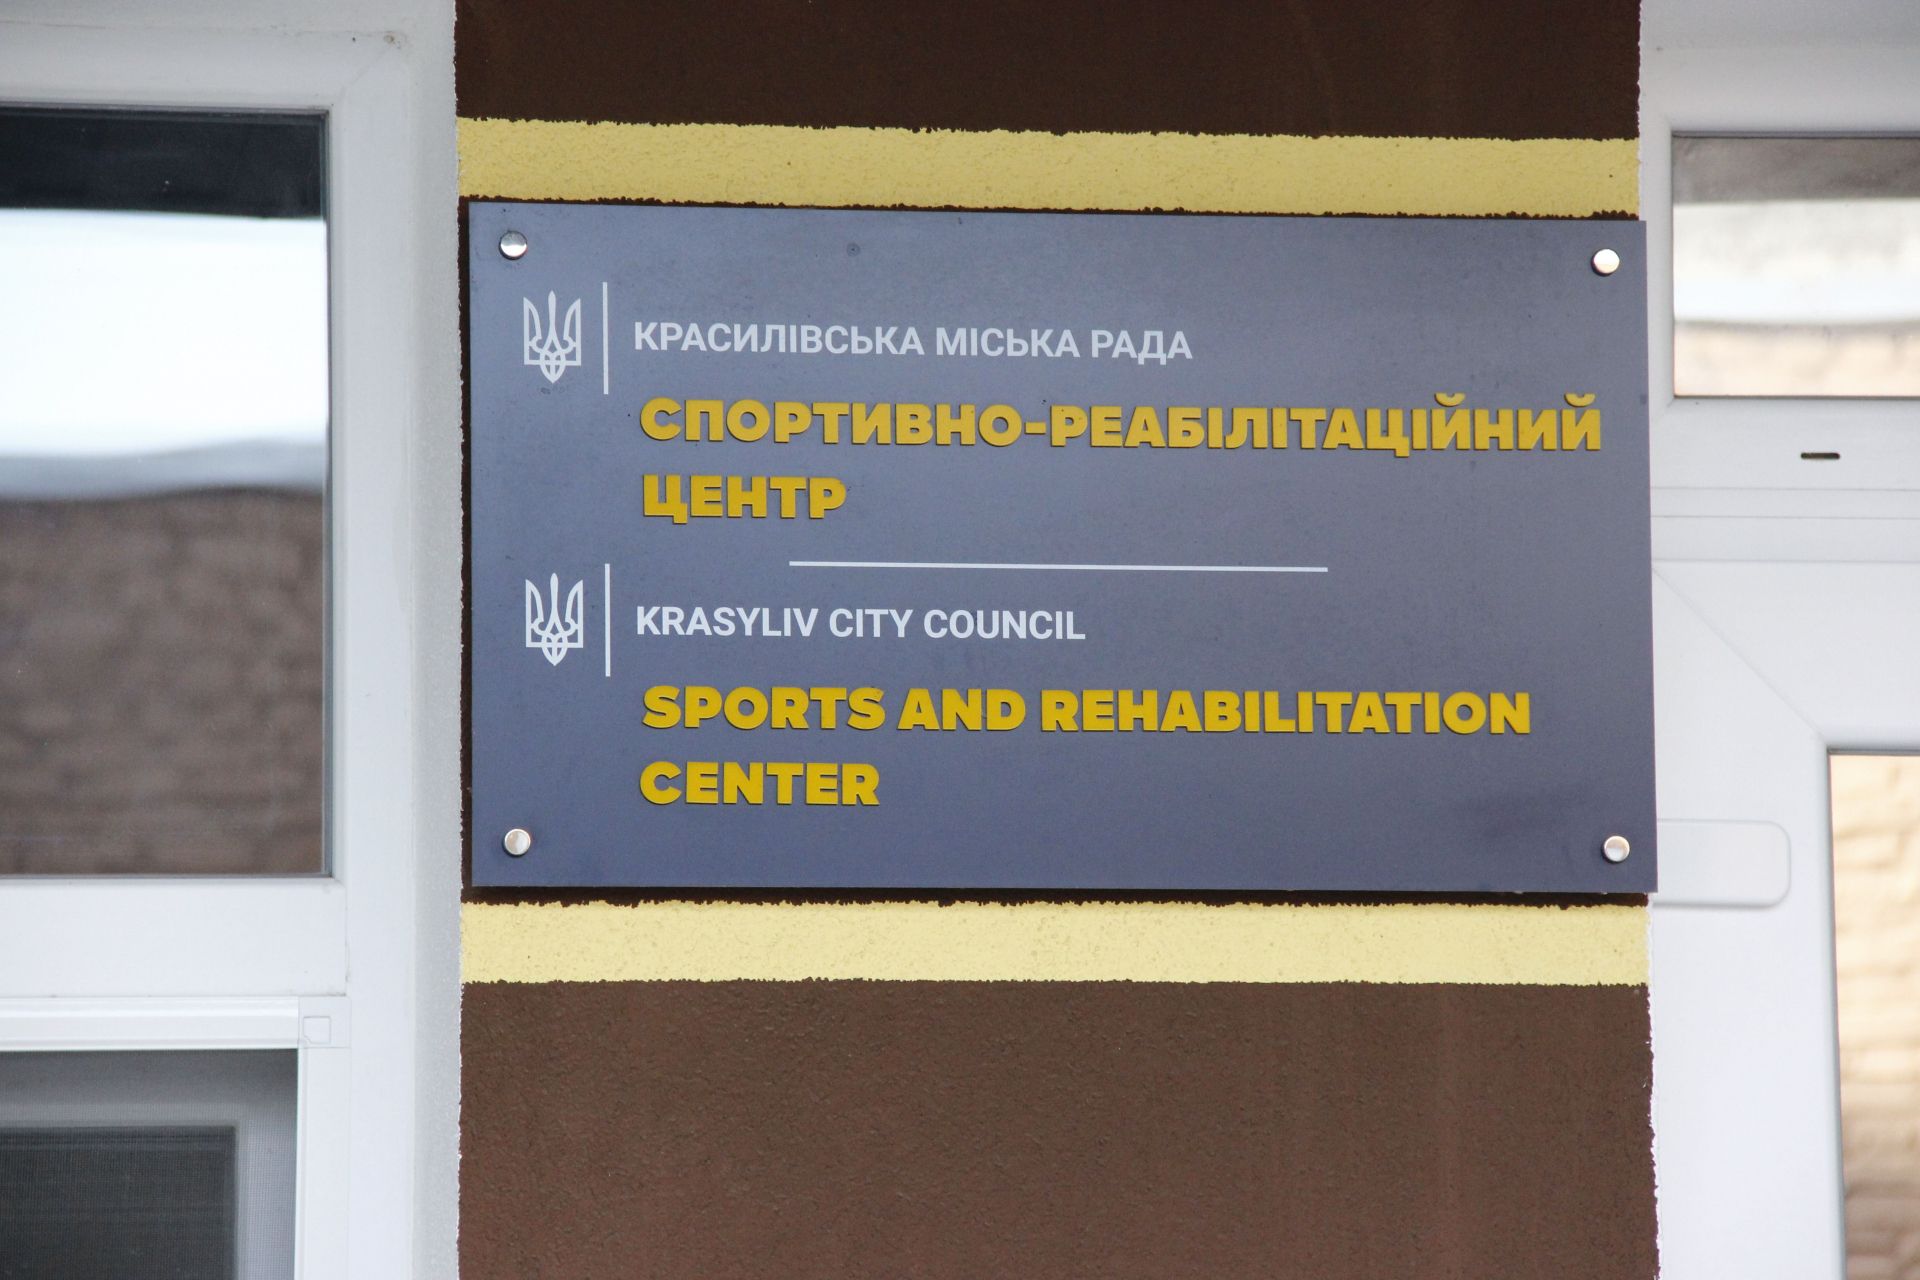 КРАСИЛІВСЬКА МІСЬКА РАДА
СПОРТИВНО-РЕАБІЛІТАЦІЙНИЙ
ЦЕНТР
KRASYLIV CITY COUNCIL
SPORTS AND REHABILITATION
CENTER